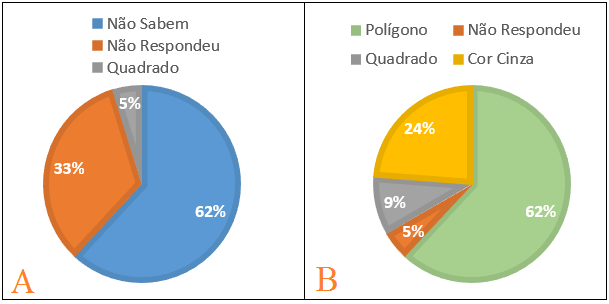 Não Sabem
Não Respondeu
Quadrado
5%
33%
62%
A
Polígono Não Respondeu
Quadrado Cor Cinza
24%
9%
5%
62%
B